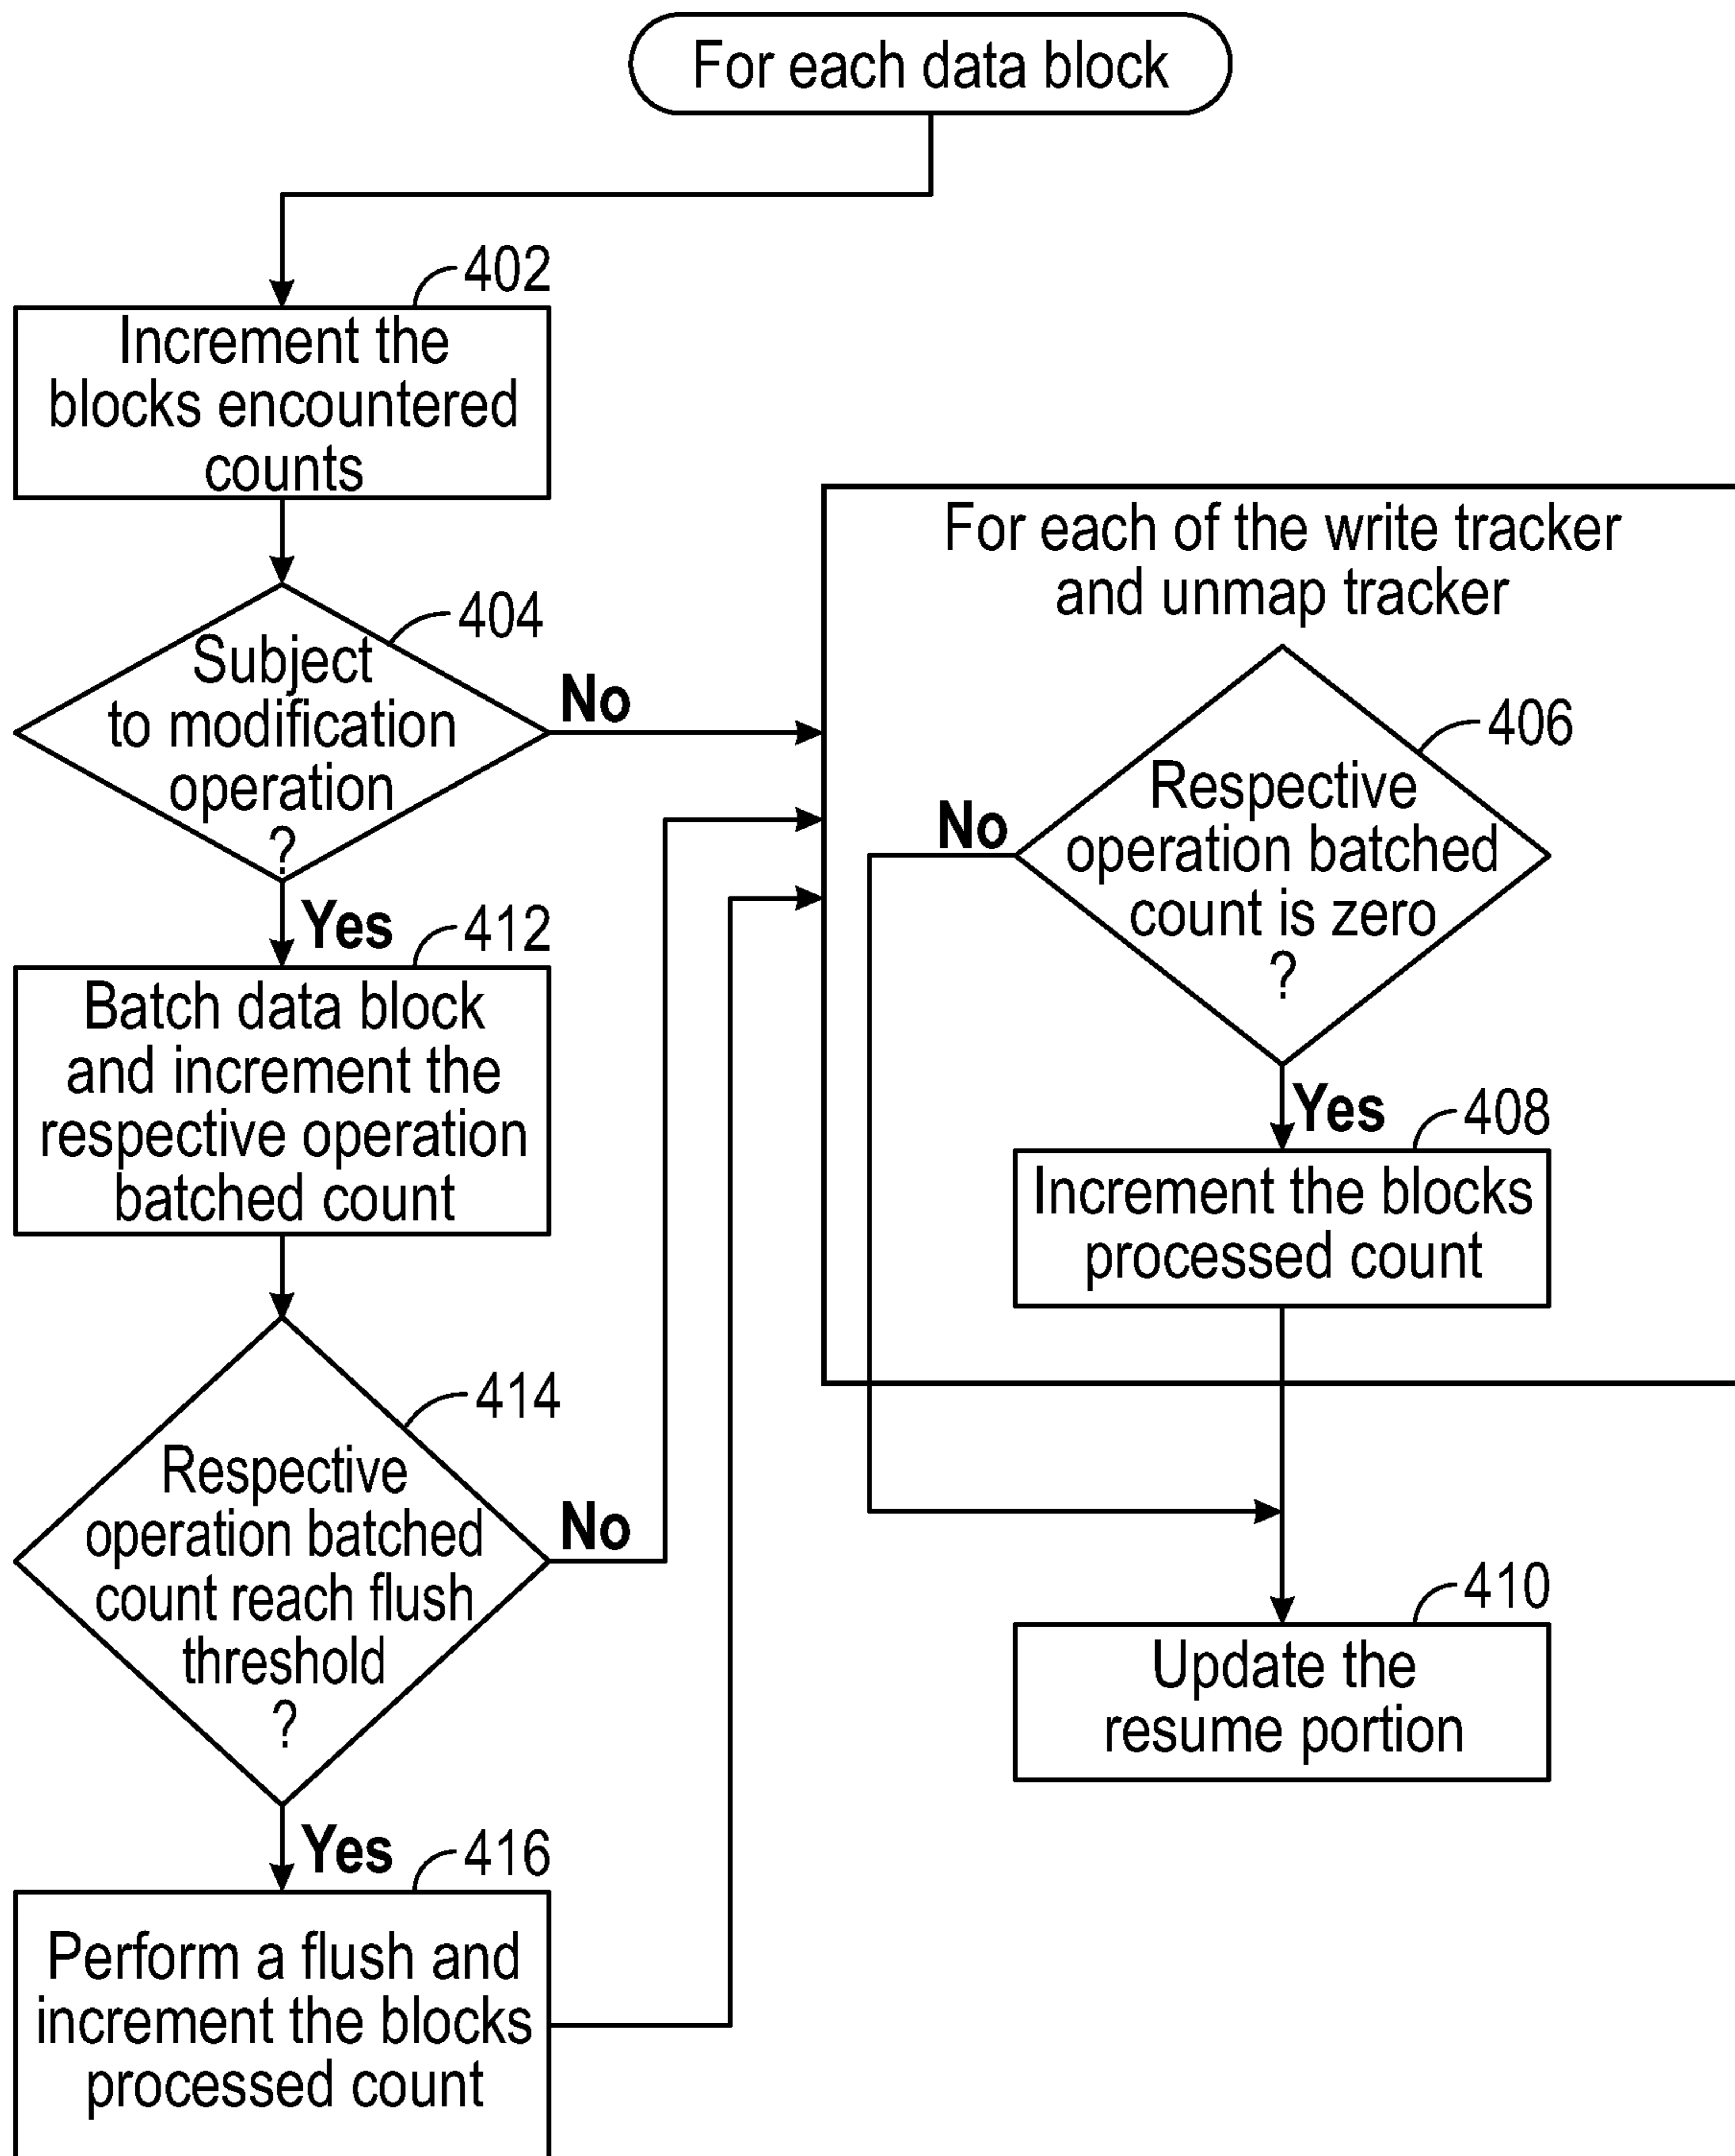 For each data block
402
Increment the
blocks encountered
counts
404
Subject
to modification
operation
?
No
Yes
412
Batch data block
and increment the
respective operation
batched count
414
Respective
operation batched
count reach flush
threshold
?
No
Yes
416
Perform a flush and
increment the blocks
processed count
For each of the write tracker
and unmap tracker
406
Respective
operation batched
count is zero
?
No
Yes
408
Increment the blocks
processed count
410
Update the
resume portion